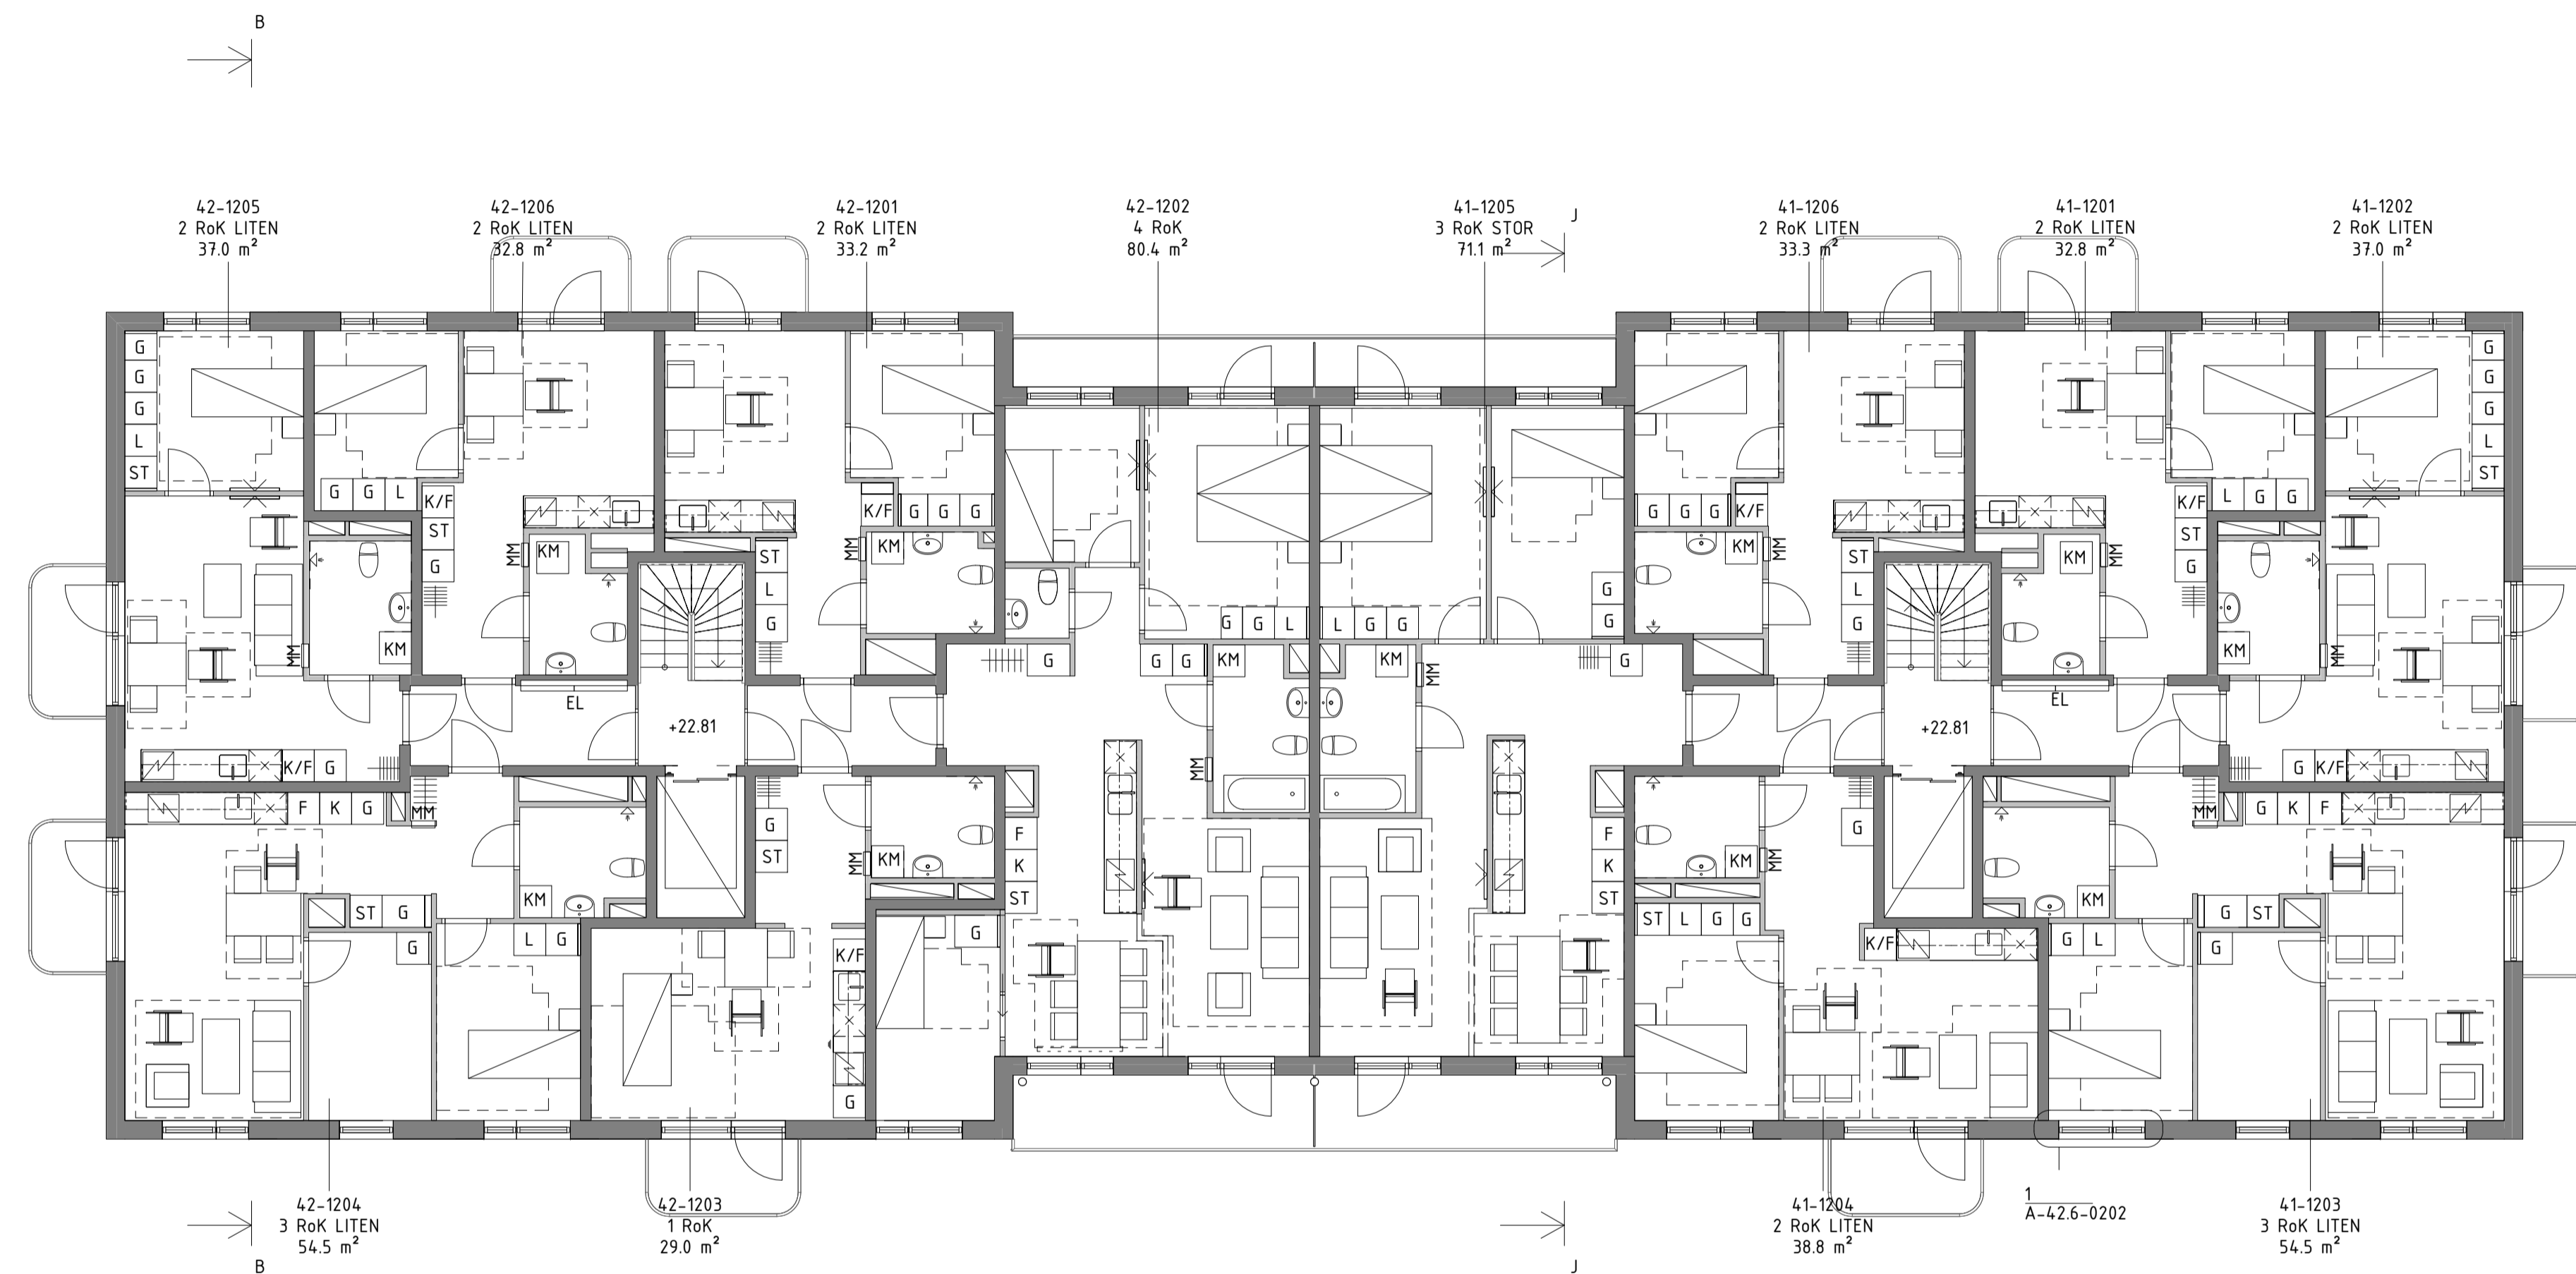 B
42-1205
2 RoK LITEN
37.0 m²
42-1206
2 RoK LITEN
32.8 m²
42-1201
2 RoK LITEN
33.2 m²
42-1202
4 RoK
80.4 m²
41-1205
3 RoK STOR
71.1 m²
J
41-1206
2 RoK LITEN
33.3 m²
41-1201
2 RoK LITEN
32.8 m²
41-1202
2 RoK LITEN
37.0 m²
G
G
G
L
ST
G G L
K/F
ST
G
MM
KM
KM
MM
K/F G
EL
+22.81
ST
L
G
MM
K/F
G G G
KM
G
G G L
G G
KM
MM
L G G
KM
MM
G
G
G
G G G
K/F
KM
MM
ST
L
G
+22.81
EL
KM
MM
K/F
ST
G
L G G
G
G
G
L
ST
KM
MM
G K/F
F K G
MM
ST G
G
KM
L G
G
ST
MM
KM
K/F
G
G
F
K
ST
F
K
ST
KM
MM
G
ST L G G
K/F
KM
G L
MM
G K F
G ST
G
42-1204
3 RoK LITEN
54.5 m²
42-1203
1 RoK
29.0 m²
41-1204
2 RoK LITEN
38.8 m²
1
A-42.6-0202
41-1203
3 RoK LITEN
54.5 m²
B
J